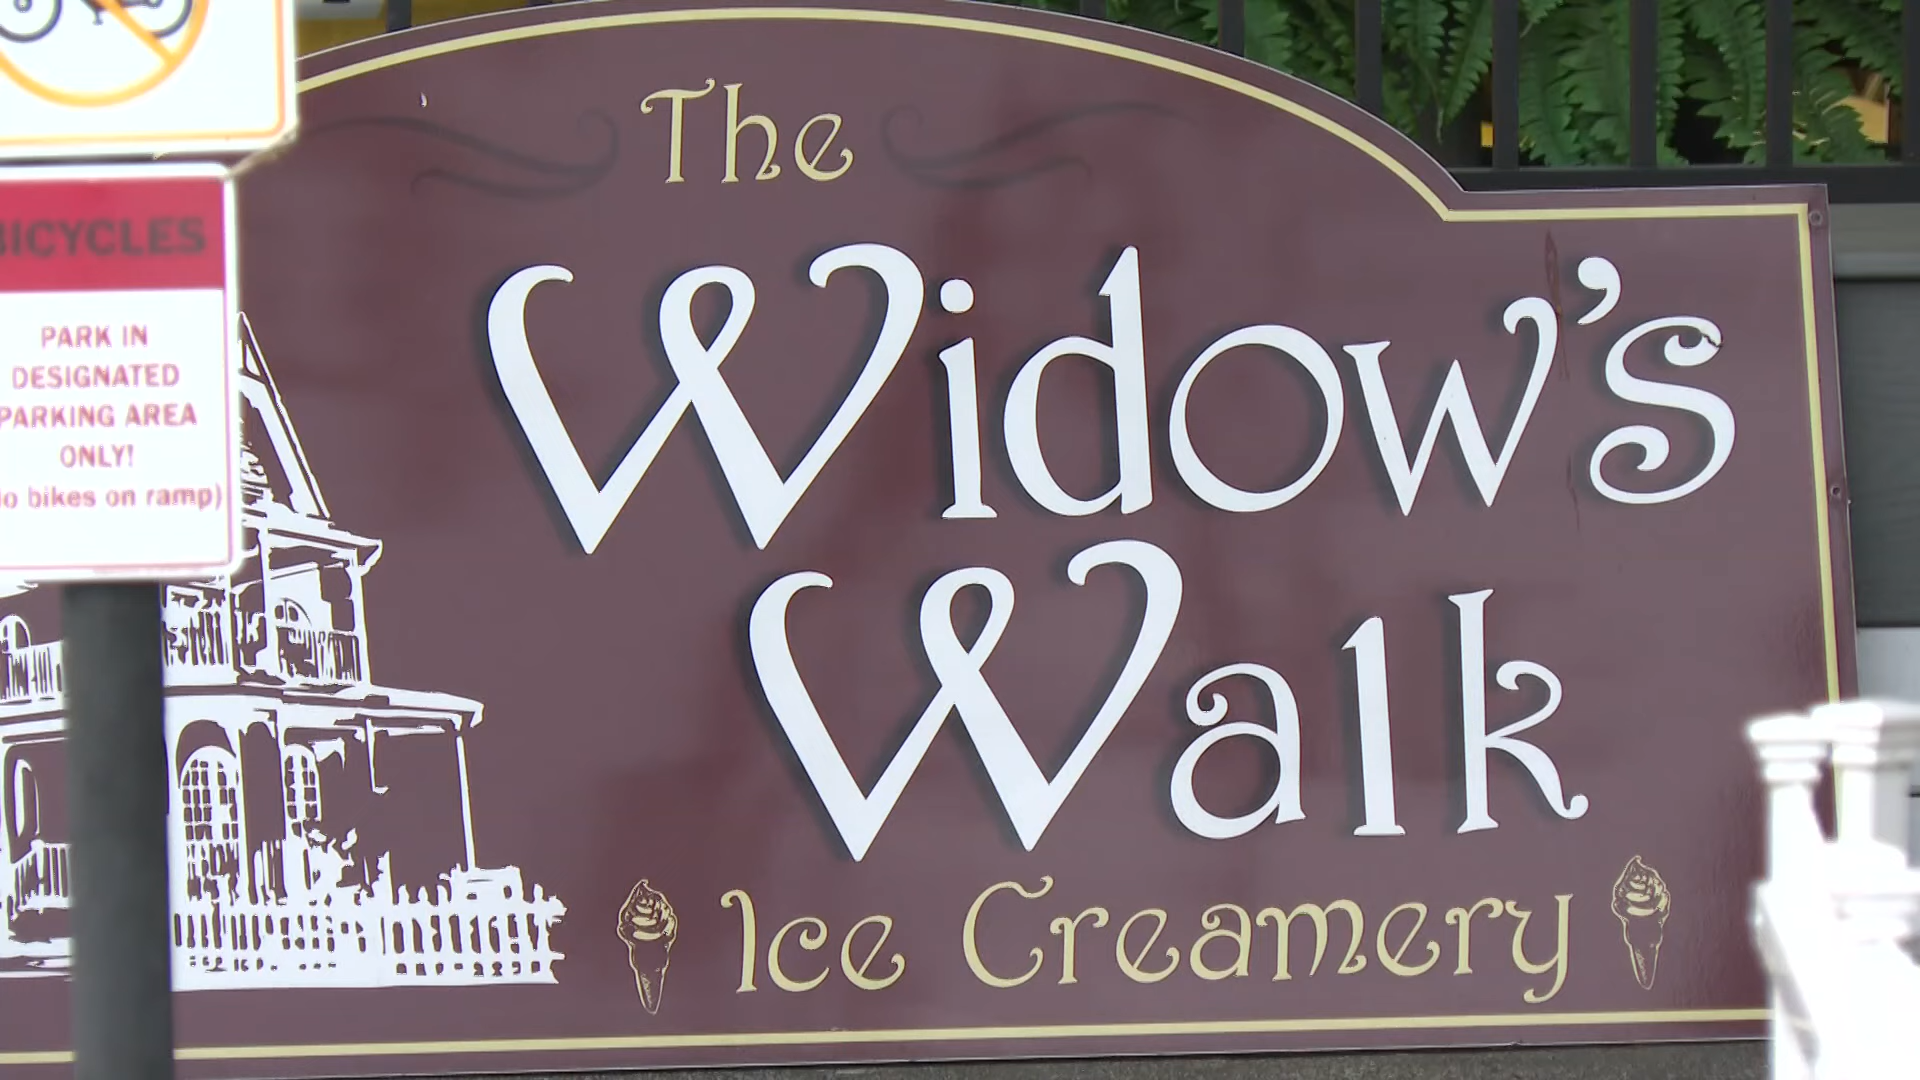 The
Widow's
Walk
Ice Creamery
BICYCLES
PARK IN
DESIGNATED
PARKING AREA
ONLY!
bikes on ramp)